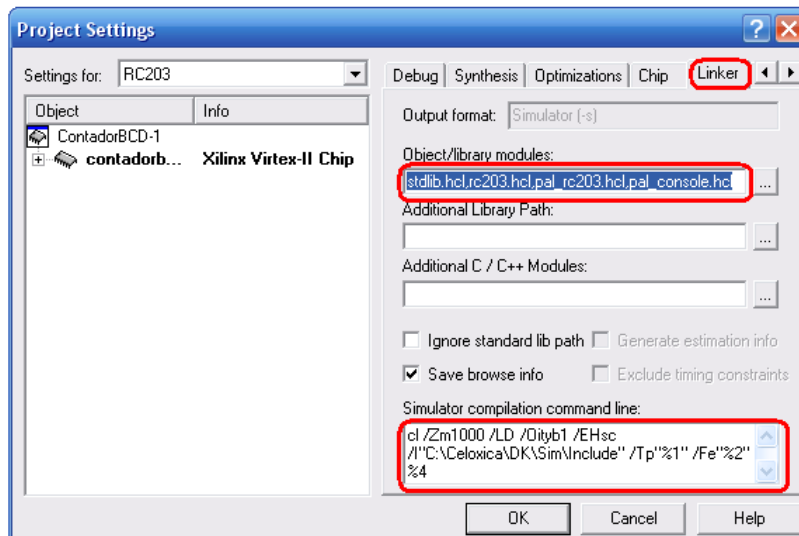 Project Settings
Settings for: RC203
Debug Synthesis Optimizations Chip Linker
Object Info
ContadorBCD-1
contadorb... Xilinx Virtex-II Chip
Output format: Simulator (-s)
Object/library modules:
stdlib.hcl,rc203.hcl,pal_rc203.hcl,pal_console.hcl
...
Additional Library Path:
...
Additional C / C++ Modules:
...
Ignore standard lib path Generate estimation info
Save browse info Exclude timing constraints
Simulator compilation command line:
cl /Zm1000 /LD /Oityb1 /EHsc
/I"C:\Celoxica\DK\Sim\Include" /Tp"%1" /Fe"%2"
%4
OK Cancel Help